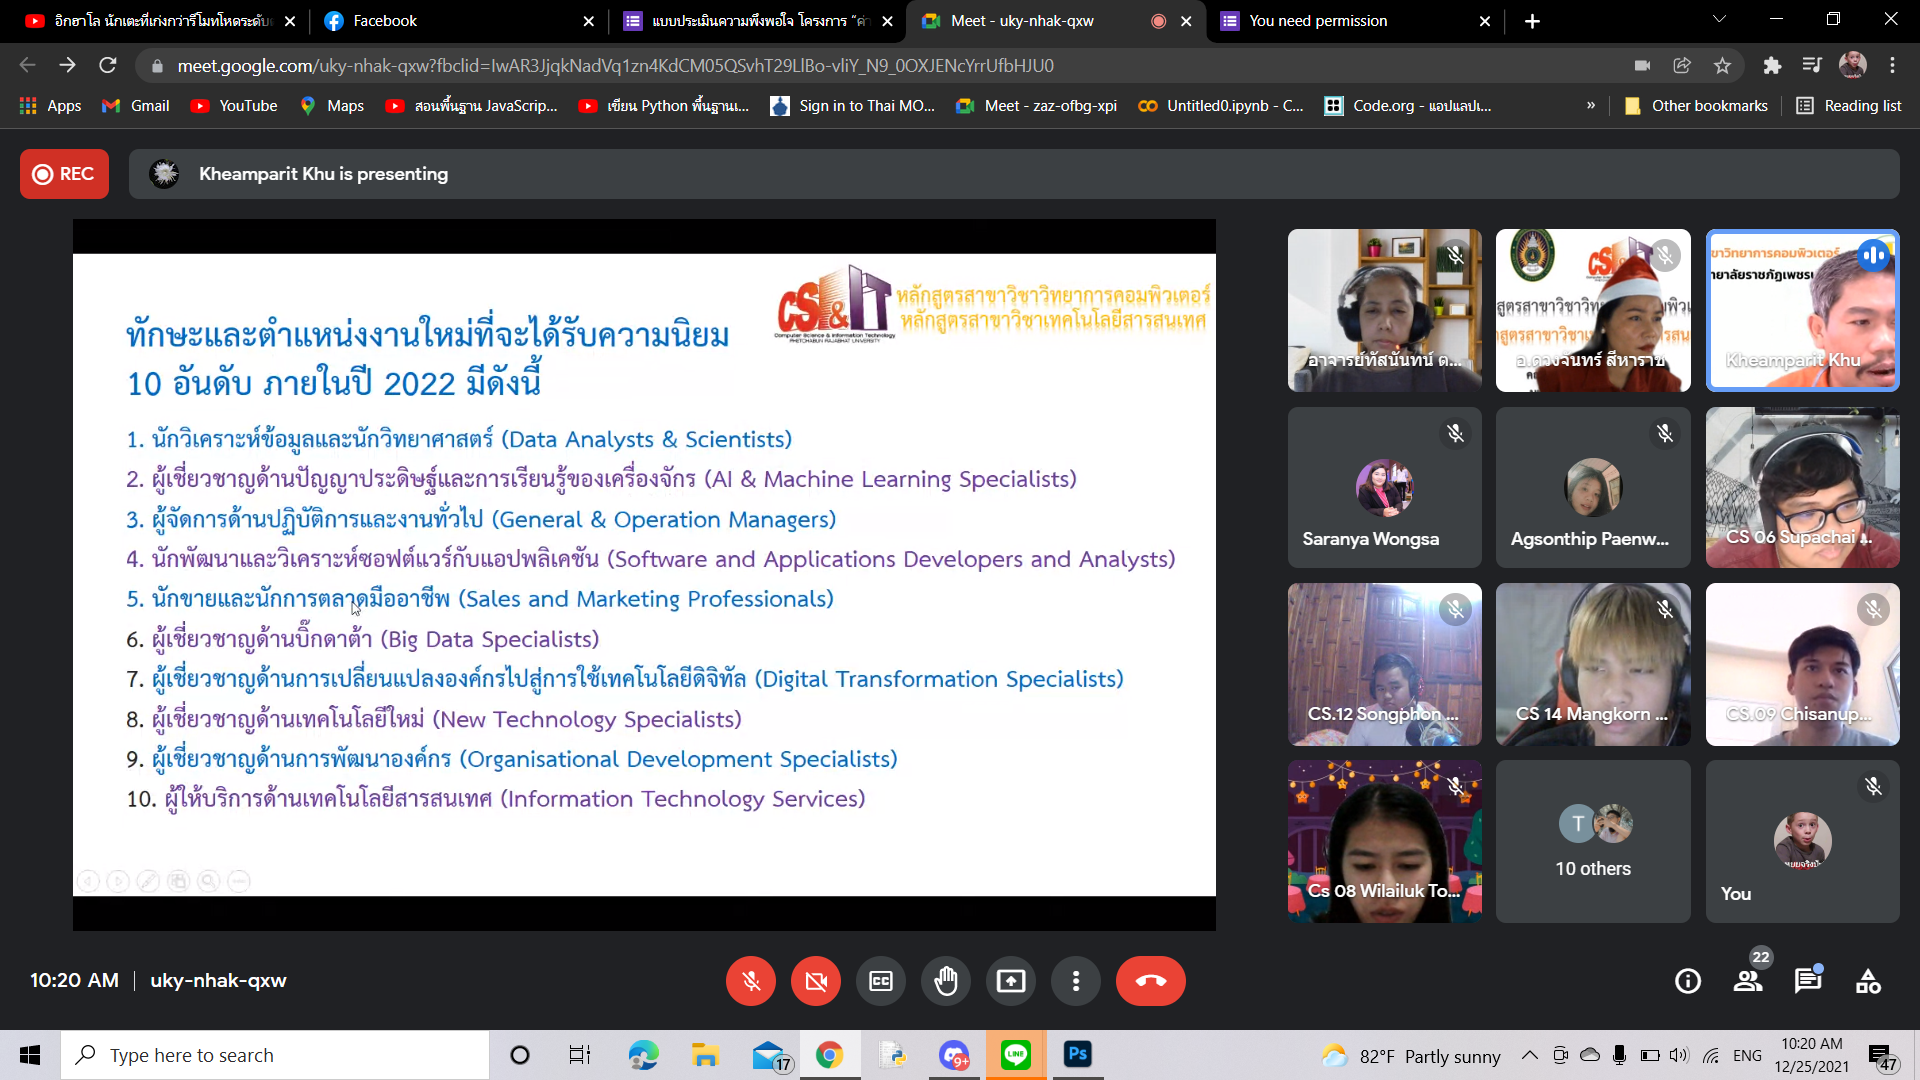 อิกฮาโล นักเตะที่เก่งกว่ารีโมทโหดระดับ
Facebook
แบบประเมินความพึงพอใจ โครงการ "ค่า
Meet - uky-nhak-qxw
You need permission
meet.google.com/uky-nhak-qxw?fbclid=IwAR3JjqkNadVq1zn4KdCM05QSvhT29LlBo-vliY_N9_0OXJENcYrrUfbHJU0
Apps
Gmail
YouTube
Maps
สอนพื้นฐาน JavaScrip...
เขียน Python พื้นฐานเ...
Sign in to Thai MO...
Meet - zaz-ofbg-xpi
Untitled0.ipynb - C...
Code.org - แอปแลปเ...
»
Other bookmarks
Reading list
REC
Kheamparit Khu is presenting
CS&IT
Computer Science & Information Technology
PHETCHABUN RAJABHAT UNIVERSITY
หลักสูตรสาขาวิชาวิทยาการคอมพิวเตอร์
หลักสูตรสาขาวิชาเทคโนโลยีสารสนเทศ
ทักษะและตำแหน่งงานใหม่ที่จะได้รับความนิยม
10 อันดับ ภายในปี 2022 มีดังนี้
1. นักวิเคราะห์ข้อมูลและนักวิทยาศาสตร์ (Data Analysts & Scientists)
2. ผู้เชี่ยวชาญด้านปัญญาประดิษฐ์และการเรียนรู้ของเครื่องจักร (AI & Machine Learning Specialists)
3. ผู้จัดการด้านปฏิบัติการและงานทั่วไป (General & Operation Managers)
4. นักพัฒนาและวิเคราะห์ซอฟต์แวร์กับแอปพลิเคชัน (Software and Applications Developers and Analysts)
5. นักขายและนักการตลาดมืออาชีพ (Sales and Marketing Professionals)
6. ผู้เชี่ยวชาญด้านบิ๊กดาต้า (Big Data Specialists)
7. ผู้เชี่ยวชาญด้านการเปลี่ยนแปลงองค์กรไปสู่การใช้เทคโนโลยีดิจิทัล (Digital Transformation Specialists)
8. ผู้เชี่ยวชาญด้านเทคโนโลยีใหม่ (New Technology Specialists)
9. ผู้เชี่ยวชาญด้านการพัฒนาองค์กร (Organisational Development Specialists)
10. ผู้ให้บริการด้านเทคโนโลยีสารสนเทศ (Information Technology Services)
อาจารย์ทัสนันทน์ ต...
อ.ดวงจันทร์ สีหาราช
Kheamparit Khu
Saranya Wongsa
Agsonthip Paenw...
CS 06 Supachai ...
CS.12 Songphon ...
CS 14 Mangkorn ...
CS.09 Chisanup...
Cs 08 Wilailuk To...
T
10 others
You
10:20 AM
uky-nhak-qxw
22
Type here to search
17
9+
LINE
Ps
82°F Partly sunny
ENG
10:20 AM
12/25/2021
47